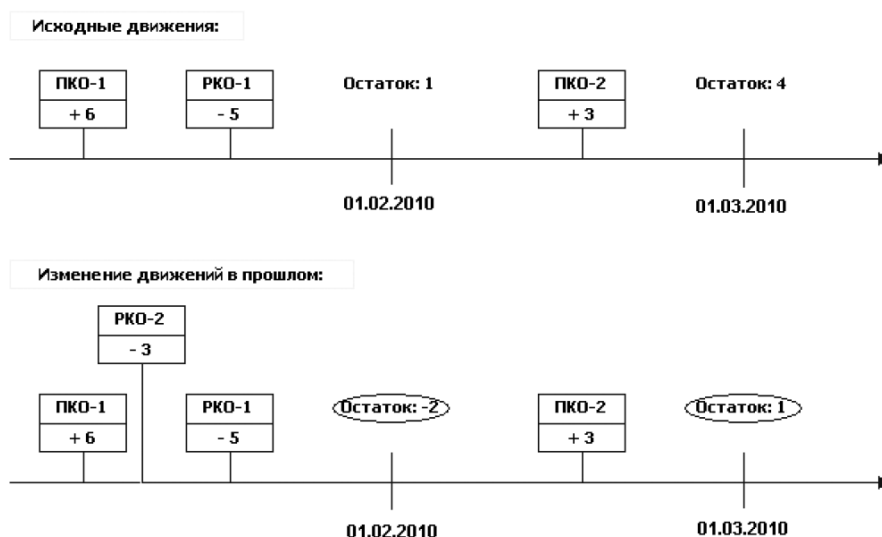 Исходные движения:
ПКО-1 РКО-1 Остаток: 1 ПКО-2 Остаток: 4
+ 6 - 5 + 3
01.02.2010 01.03.2010
Изменение движений в прошлом:
РКО-2
- 3
ПКО-1 РКО-1 Остаток: -2 ПКО-2 Остаток: 1
+ 6 - 5 + 3
01.02.2010 01.03.2010